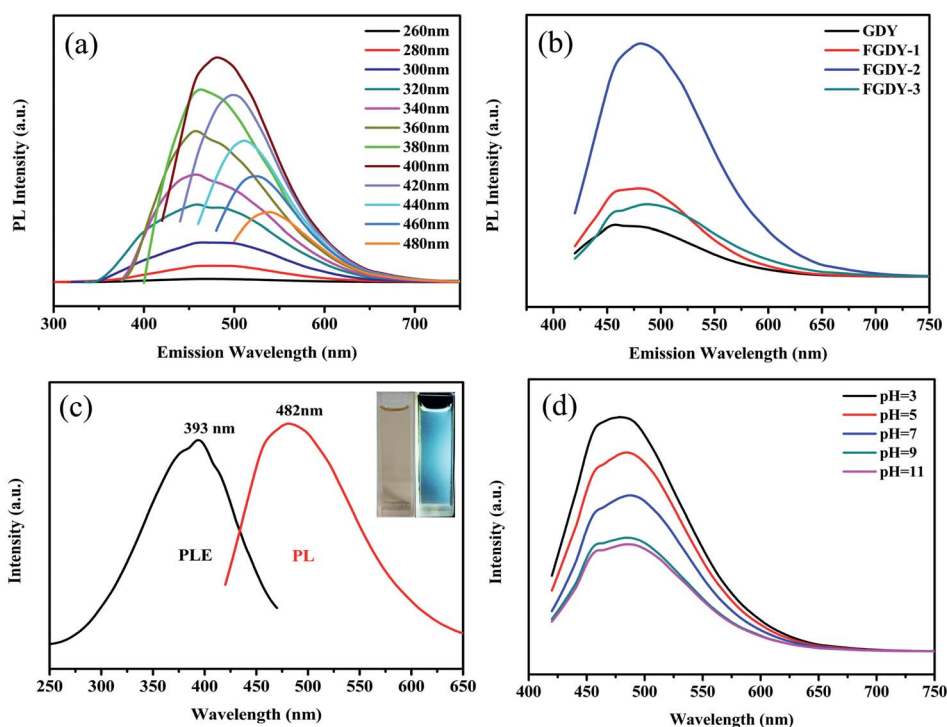 (a)
260nm
280nm
300nm
320nm
340nm
360nm
380nm
400nm
420nm
440nm
460nm
480nm
PL Intensity (a.u.)
300 400 500 600 700
Emission Wavelength (nm)
(b)
GDY
FGDY-1
FGDY-2
FGDY-3
PL Intensity (a.u.)
400 450 500 550 600 650 700 750
Emission Wavelength (nm)
(c)
393 nm
482nm
PLE
PL
Intensity (a.u.)
250 300 350 400 450 500 550 600 650
Wavelength (nm)
(d)
pH=3
pH=5
pH=7
pH=9
pH=11
Intensity (a.u.)
400 450 500 550 600 650 700 750
Wavelength (nm)